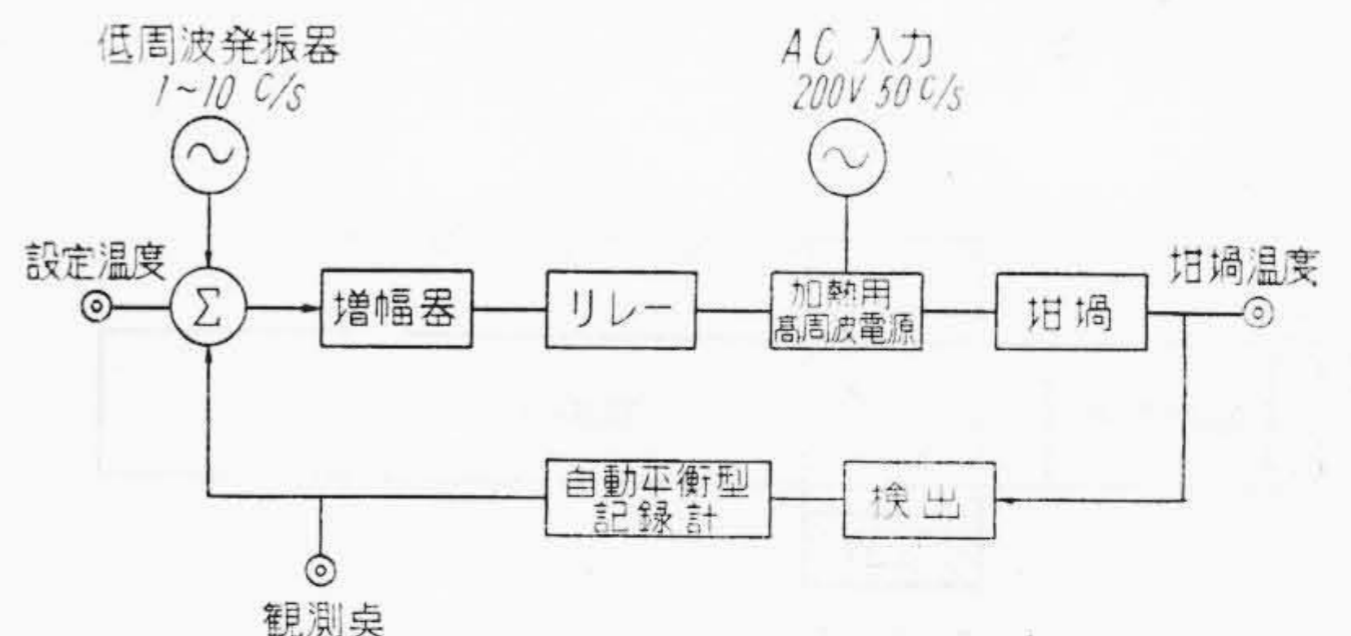 低周波発振器
1~10 C/s
AC 入力
200V 50C/s
設定温度
Σ
増幅器
リレー
加熱用
高周波電源
坩堝
坩堝温度
自動平衡型
記録計
検出
観測点